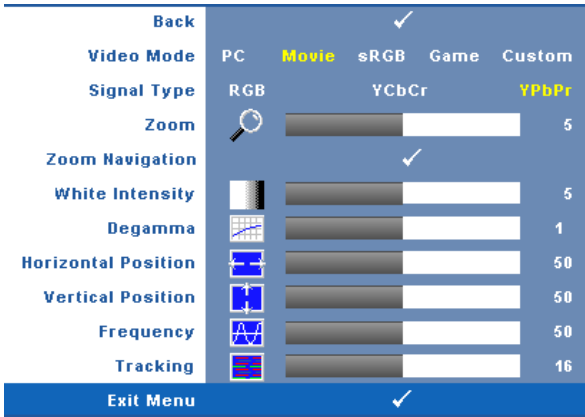 Back
Video Mode PC Movie sRGB Game Custom
Signal Type RGB YCbCr YPbPr
Zoom 5
Zoom Navigation
White Intensity 5
Degamma 1
Horizontal Position 50
Vertical Position 50
Frequency 50
Tracking 16
Exit Menu